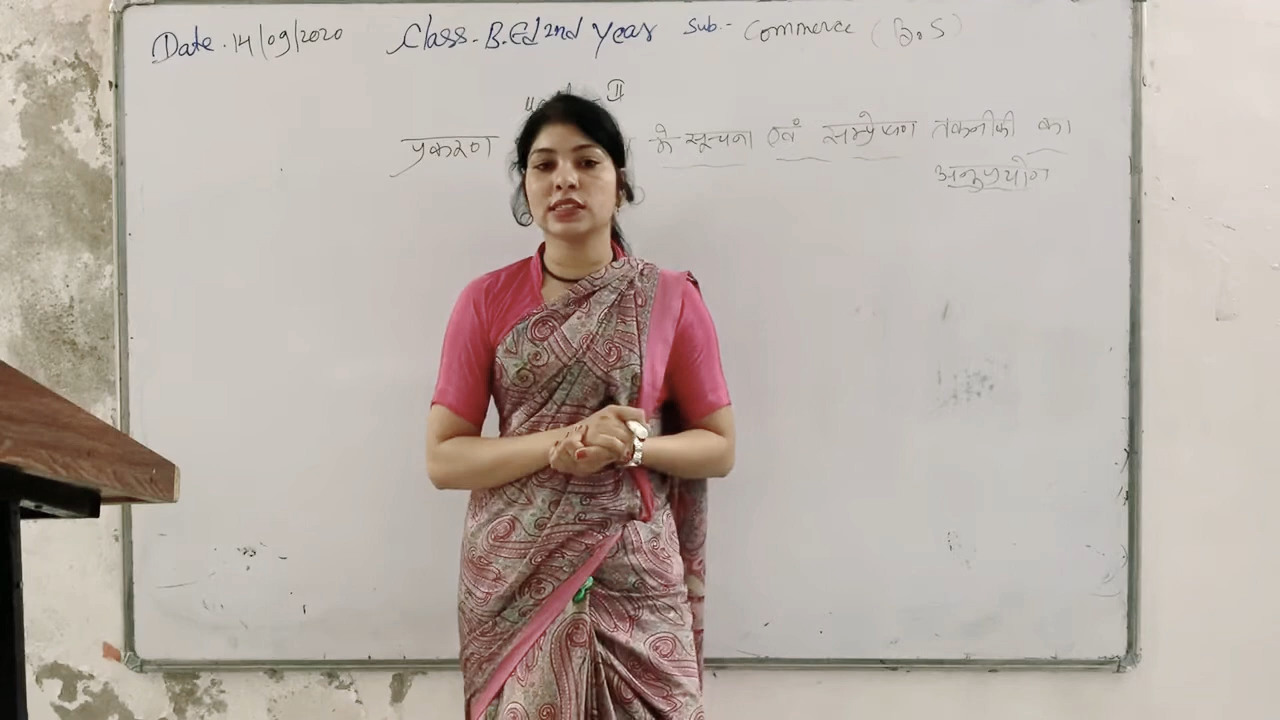 Date. 14/09/2020 Class- B.Ed 2nd Year Sub.- Commerce (B.S)
II
प्रकरण के सूचना एवं सम्प्रेषण तकनीकी का
अनुप्रयोग